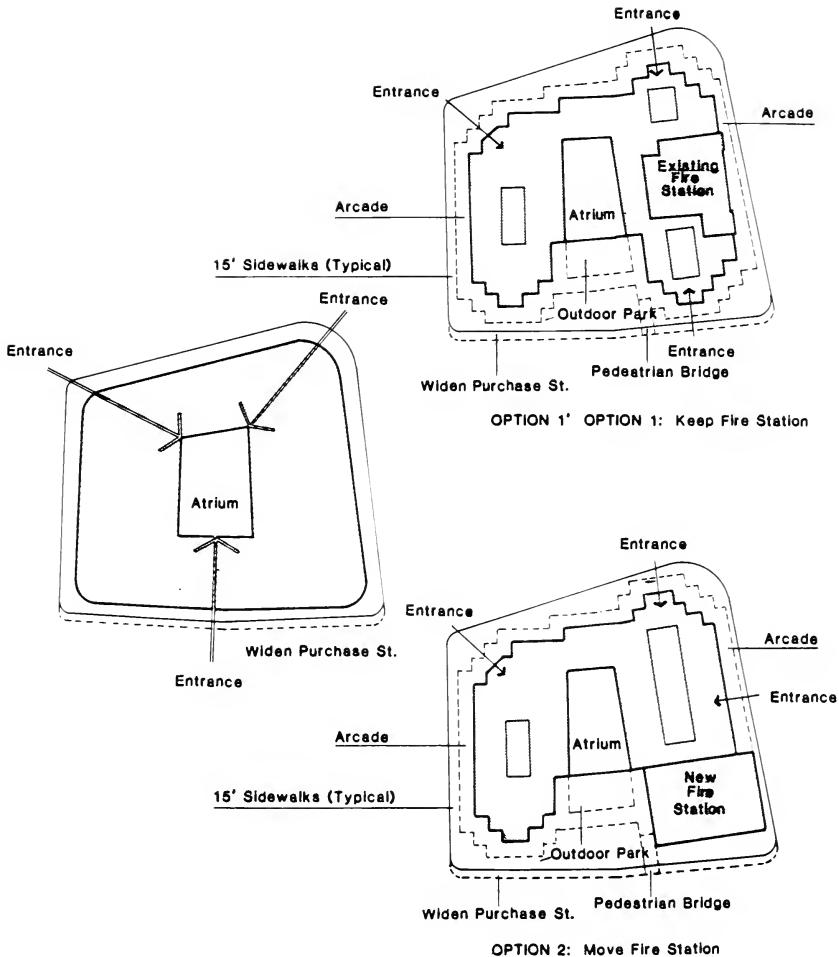 Entrance
Entrance
Arcade
Existing
Fire
Station
Arcade
Atrium
15' Sidewalks (Typical)
Outdoor Park
Entrance
Pedestrian Bridge
Widen Purchase St.
OPTION 1' OPTION 1: Keep Fire Station
Entrance
Entrance
Atrium
Widen Purchase St.
Entrance
Entrance
Entrance
Arcade
Entrance
Arcade
Atrium
New
Fire
Station
15' Sidewalks (Typical)
Outdoor Park
Pedestrian Bridge
Widen Purchase St.
OPTION 2: Move Fire Station